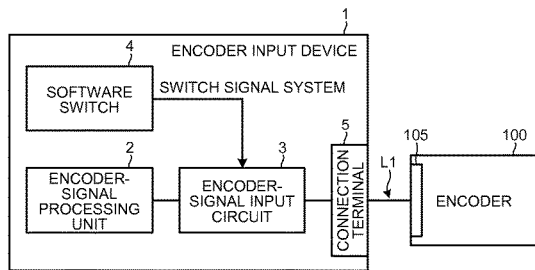 1
ENCODER INPUT DEVICE
4
SOFTWARE
SWITCH
SWITCH SIGNAL SYSTEM
2
ENCODER-
SIGNAL
PROCESSING
UNIT
3
ENCODER-
SIGNAL INPUT
CIRCUIT
5
CONNECTION
TERMINAL
L1
105
100
ENCODER